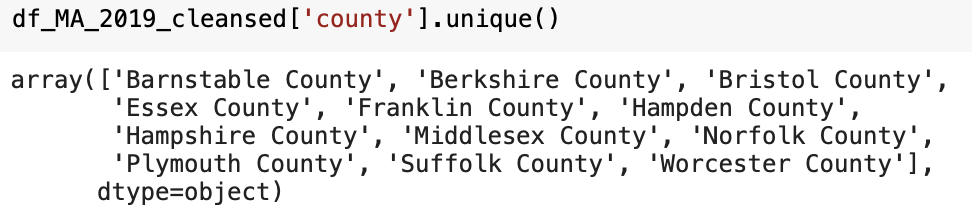 df_MA_2019_cleansed['county'].unique()
array(['Barnstable County', 'Berkshire County', 'Bristol County',
'Essex County', 'Franklin County', 'Hampden County',
'Hampshire County', 'Middlesex County', 'Norfolk County',
'Plymouth County', 'Suffolk County', 'Worcester County'],
dtype=object)